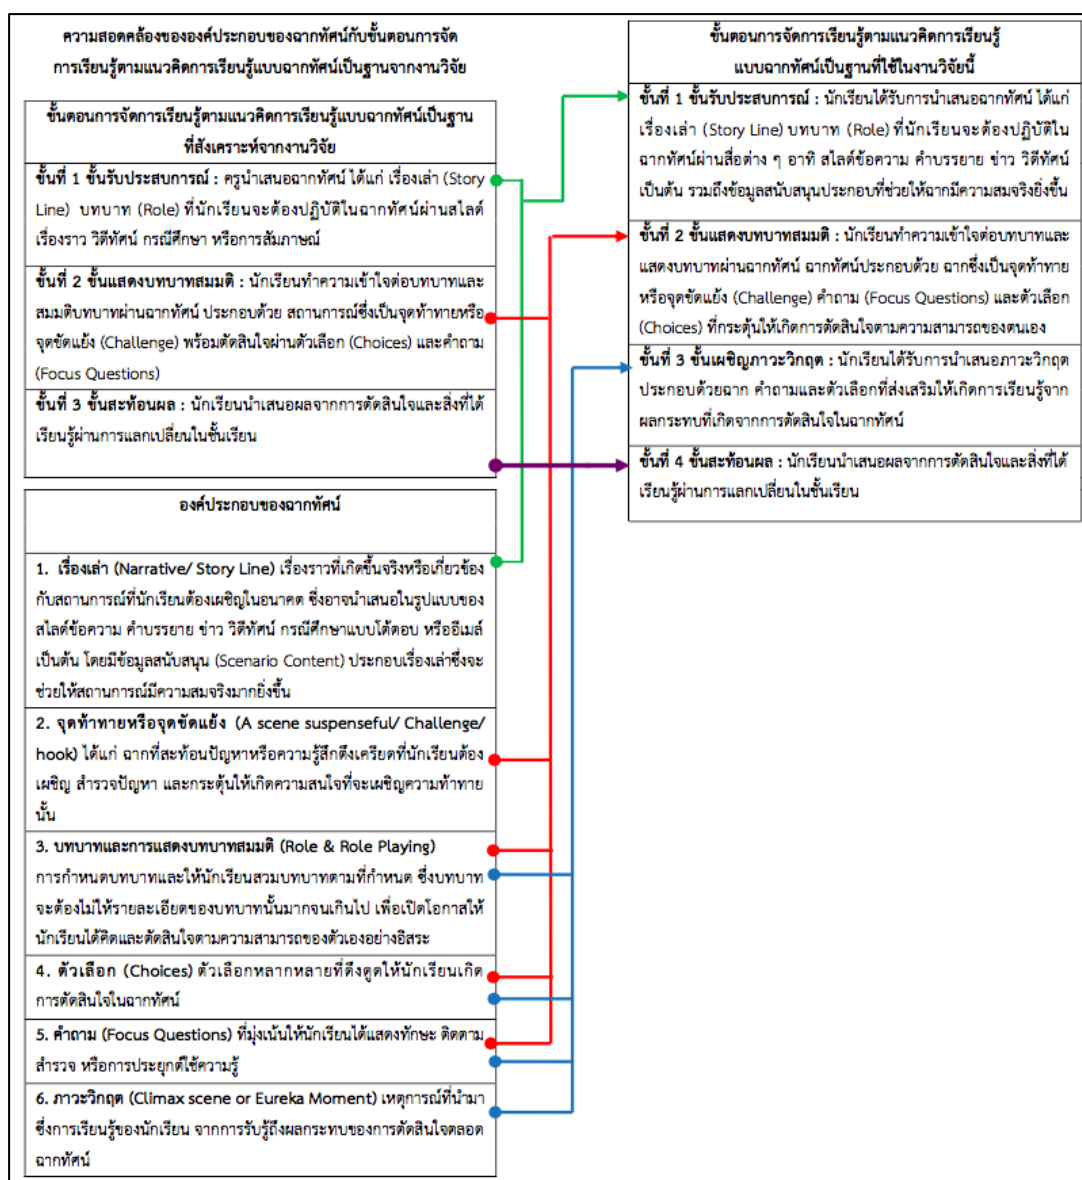 ความสอดคล้องขององค์ประกอบของฉากทัศน์กับขั้นตอนการจัด
การเรียนรู้ตามแนวคิดการเรียนรู้แบบฉากทัศน์เป็นฐานจากงานวิจัย
ขั้นตอนการจัดการเรียนรู้ตามแนวคิดการเรียนรู้แบบฉากทัศน์เป็นฐาน
ที่สังเคราะห์จากงานวิจัย
ขั้นที่ 1 ขั้นรับประสบการณ์ : ครูนำเสนอฉากทัศน์ ได้แก่ เรื่องเล่า (Story
Line) บทบาท (Role) ที่นักเรียนจะต้องปฏิบัติในฉากทัศน์ผ่านสไลด์
เรื่องราว วิดีทัศน์ กรณีศึกษา หรือการสัมภาษณ์
ขั้นที่ 2 ขั้นแสดงบทบาทสมมติ : นักเรียนทำความเข้าใจต่อบทบาทและ
สมมติบทบาทผ่านฉากทัศน์ ประกอบด้วย สถานการณ์ซึ่งเป็นจุดท้าทายหรือ
จุดขัดแย้ง (Challenge) พร้อมตัดสินใจผ่านตัวเลือก (Choices) และคำถาม
(Focus Questions)
ขั้นที่ 3 ขั้นสะท้อนผล : นักเรียนนำเสนอผลจากการตัดสินใจและสิ่งที่ได้
เรียนรู้ผ่านการแลกเปลี่ยนในชั้นเรียน
องค์ประกอบของฉากทัศน์
1. เรื่องเล่า (Narrative/ Story Line) เรื่องราวที่เกิดขึ้นจริงหรือเกี่ยวข้อง
กับสถานการณ์ที่นักเรียนต้องเผชิญในอนาคต ซึ่งอาจนำเสนอในรูปแบบของ
สไลด์ข้อความ คำบรรยาย ข่าว วิดีทัศน์ กรณีศึกษาแบบโต้ตอบ หรืออีเมล์
เป็นต้น โดยมีข้อมูลสนับสนุน (Scenario Content) ประกอบเรื่องเล่าซึ่งจะ
ช่วยให้สถานการณ์มีความสมจริงมากยิ่งขึ้น
2. จุดท้าทายหรือจุดขัดแย้ง (A scene suspenseful/ Challenge/
hook) ได้แก่ ฉากที่สะท้อนปัญหาหรือความรู้สึกตึงเครียดที่นักเรียนต้อง
เผชิญ สำรวจปัญหา และกระตุ้นให้เกิดความสนใจที่จะเผชิญความท้าทาย
นั้น
3. บทบาทและการแสดงบทบาทสมมติ (Role & Role Playing)
การกำหนดบทบาทและให้นักเรียนสวมบทบาทตามที่กำหนด ซึ่งบทบาท
จะต้องไม่ให้รายละเอียดของบทบาทนั้นมากจนเกินไป เพื่อเปิดโอกาสให้
นักเรียนได้คิดและตัดสินใจตามความสามารถของตัวเองอย่างอิสระ
4. ตัวเลือก (Choices) ตัวเลือกหลากหลายที่ดึงดูดให้นักเรียนเกิด
การตัดสินใจในฉากทัศน์
5. คำถาม (Focus Questions) ที่มุ่งเน้นให้นักเรียนได้แสดงทักษะ ติดตาม
สำรวจ หรือการประยุกต์ใช้ความรู้
6. ภาวะวิกฤต (Climax scene or Eureka Moment) เหตุการณ์ที่นำมา
ซึ่งการเรียนรู้ของนักเรียน จากการรับรู้ถึงผลกระทบของการตัดสินใจตลอด
ฉากทัศน์
ขั้นตอนการจัดการเรียนรู้ตามแนวคิดการเรียนรู้
แบบฉากทัศน์เป็นฐานที่ใช้ในงานวิจัยนี้
ขั้นที่ 1 ขั้นรับประสบการณ์ : นักเรียนได้รับการนำเสนอฉากทัศน์ ได้แก่
เรื่องเล่า (Story Line) บทบาท (Role) ที่นักเรียนจะต้องปฏิบัติใน
ฉากทัศน์ผ่านสื่อต่าง ๆ อาทิ สไลด์ข้อความ คำบรรยาย ข่าว วิดีทัศน์
เป็นต้น รวมถึงข้อมูลสนับสนุนประกอบที่ช่วยให้ฉากมีความสมจริงยิ่งขึ้น
ขั้นที่ 2 ขั้นแสดงบทบาทสมมติ : นักเรียนทำความเข้าใจต่อบทบาทและ
แสดงบทบาทผ่านฉากทัศน์ ฉากทัศน์ประกอบด้วย ฉากซึ่งเป็นจุดท้าทาย
หรือจุดขัดแย้ง (Challenge) คำถาม (Focus Questions) และตัวเลือก
(Choices) ที่กระตุ้นให้เกิดการตัดสินใจตามความสามารถของตนเอง
ขั้นที่ 3 ขั้นเผชิญภาวะวิกฤต : นักเรียนได้รับการนำเสนอภาวะวิกฤต
ประกอบด้วยฉาก คำถามและตัวเลือกที่ส่งเสริมให้เกิดการเรียนรู้จาก
ผลกระทบที่เกิดจากการตัดสินใจในฉากทัศน์
ขั้นที่ 4 ขั้นสะท้อนผล : นักเรียนนำเสนอผลจากการตัดสินใจและสิ่งที่ได้
เรียนรู้ผ่านการแลกเปลี่ยนในชั้นเรียน